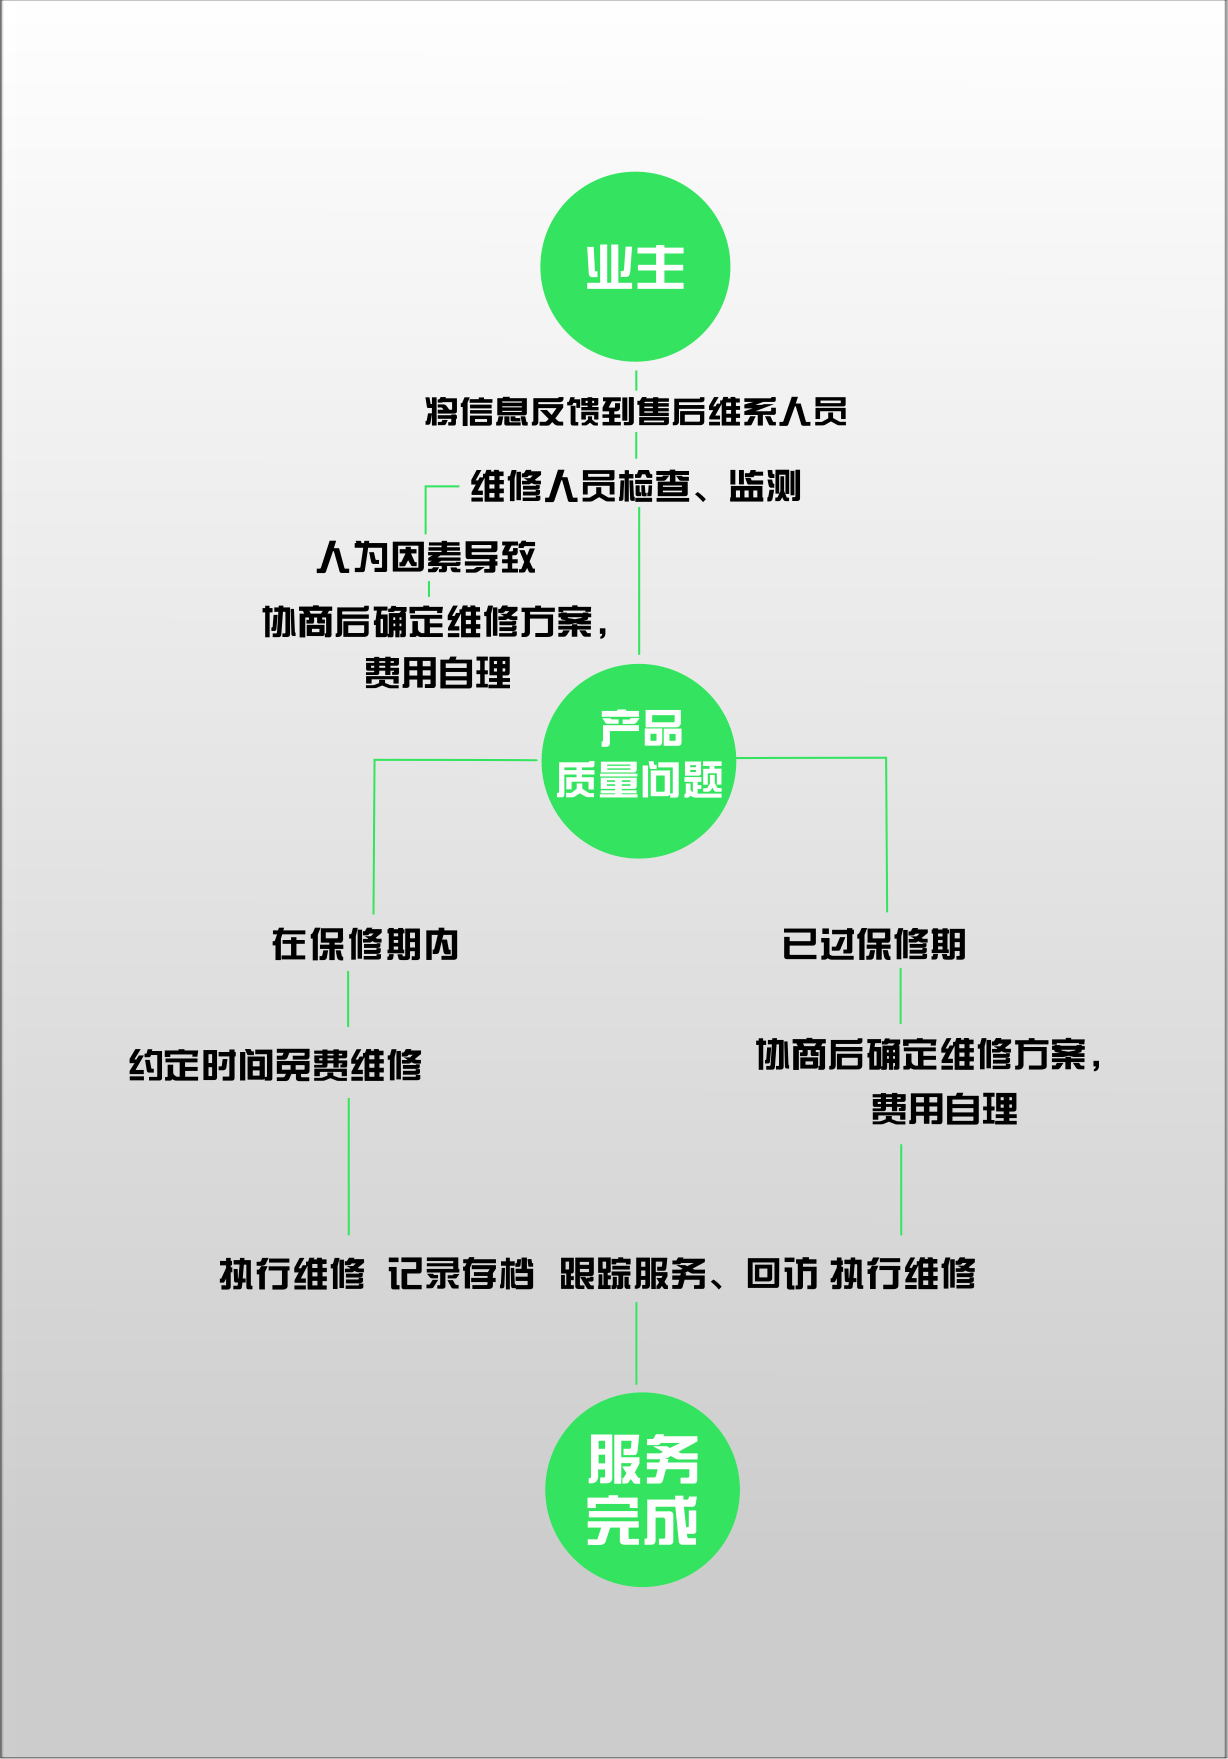 业主
将信息反馈到售后维系人员
维修人员检查、监测
人为因素导致
协商后确定维修方案，
费用自理
产品
质量问题
在保修期内
已过保修期
约定时间免费维修
协商后确定维修方案，
费用自理
执行维修 记录存档 跟踪服务、回访 执行维修
服务
完成